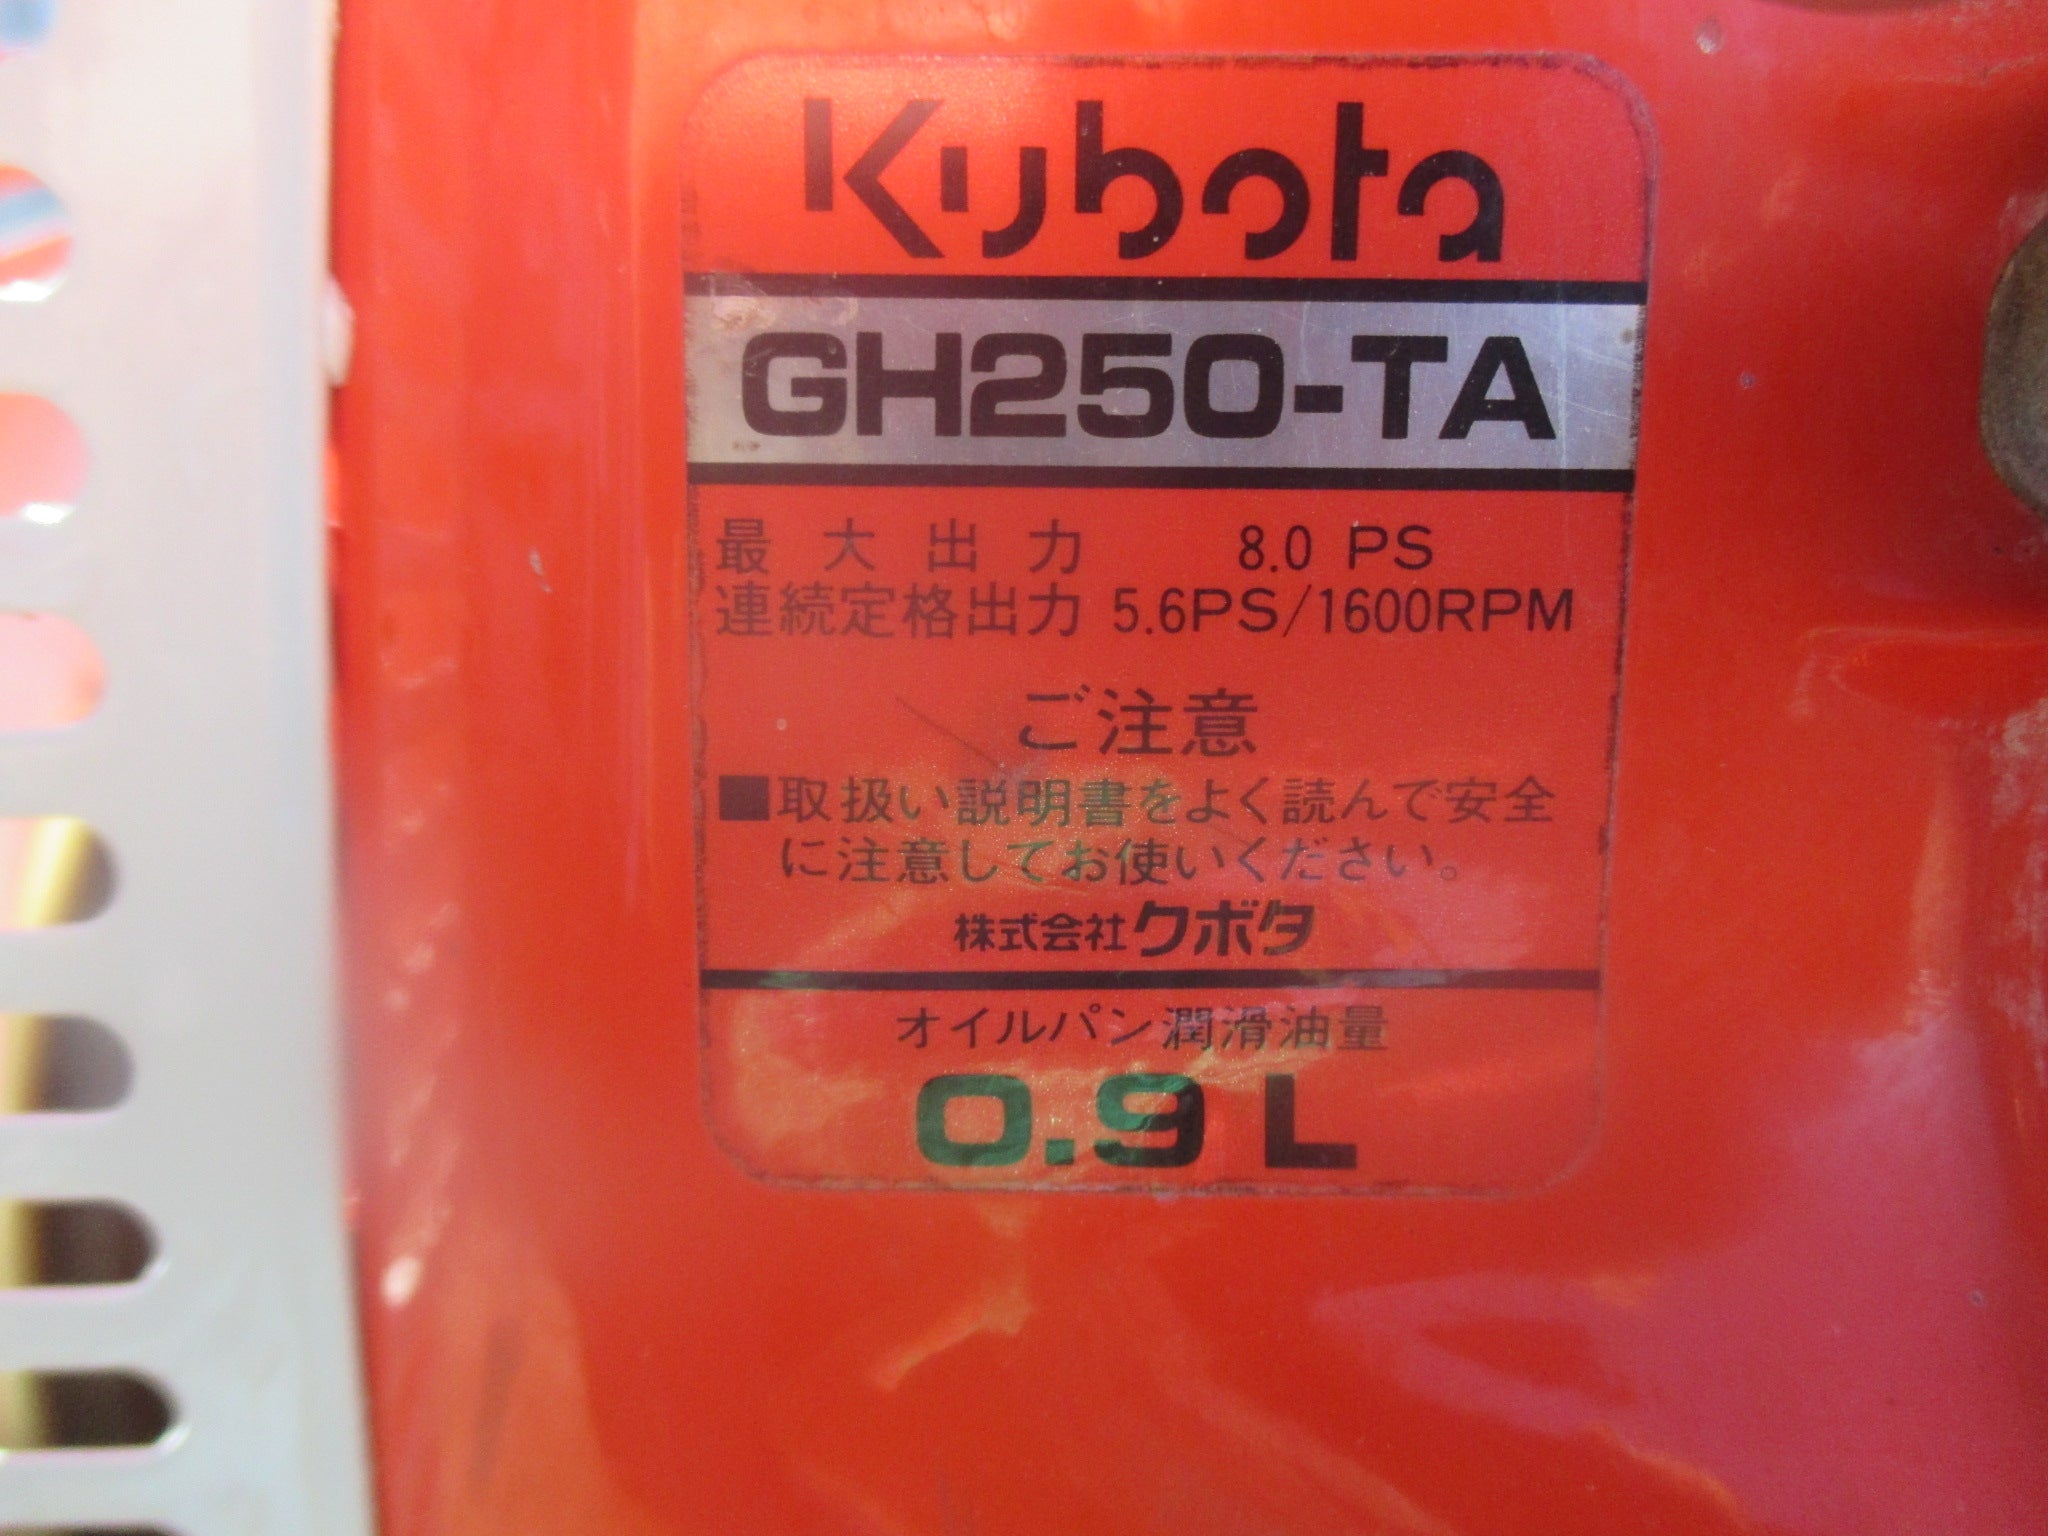 Kubota
GH250-TA
最大出力 8.0 PS
連続定格出力 5.6PS/1600RPM
ご注意
■取扱い説明書をよく読んで安全
に注意してお使いください。
株式会社クボタ
オイルパン潤滑油量
0.9 L